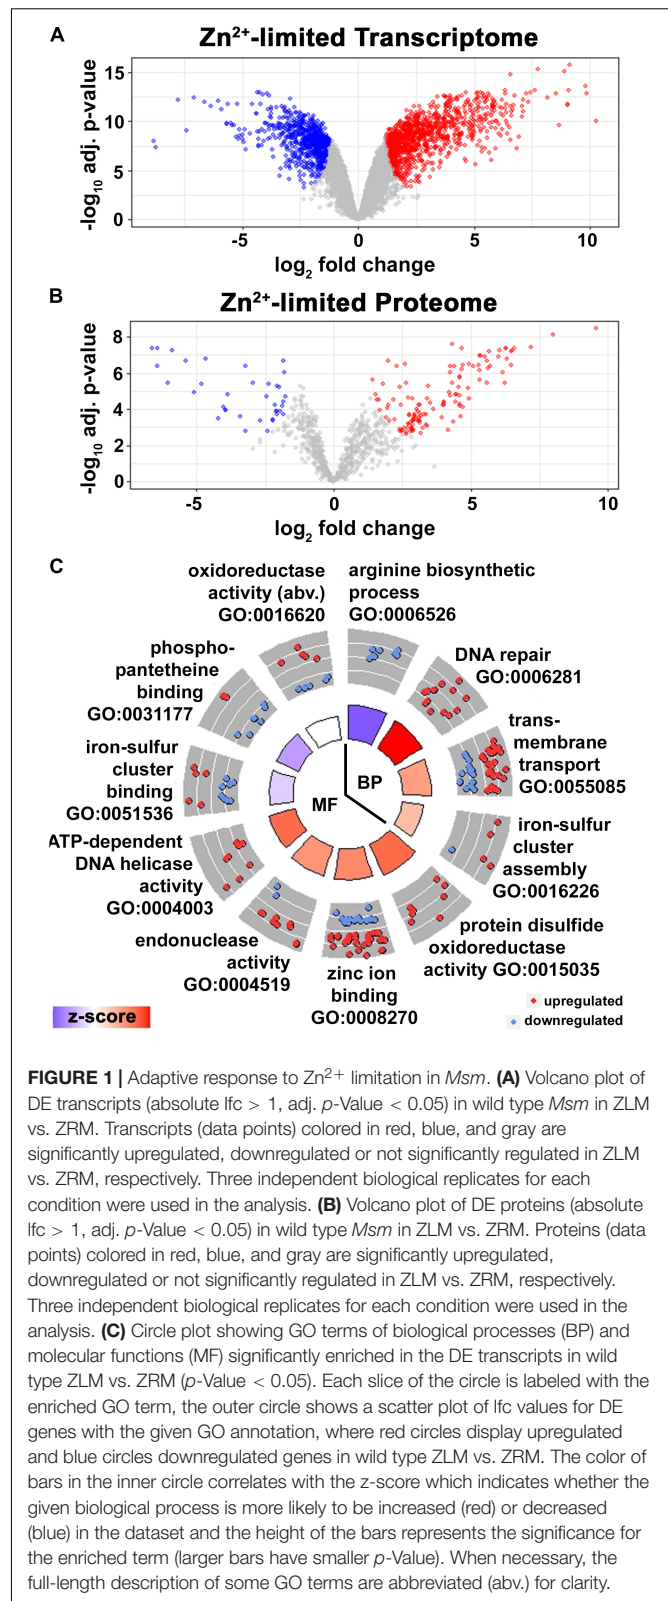 A
Zn2+-limited Transcriptome
-log10 adj. p-value
15
10
5
0
-5
0
5
10
log2 fold change
B
Zn2+-limited Proteome
-log10 adj. p-value
8
6
4
2
0
-5
0
5
10
log2 fold change
C
oxidoreductase
activity (abv.)
GO:0016620
arginine biosynthetic
process
GO:0006526
phospho-
pantetheine
binding
GO:0031177
DNA repair
GO:0006281
trans-
membrane
transport
GO:0055085
iron-sulfur
cluster
binding
GO:0051536
BP
MF
iron-sulfur
cluster
assembly
GO:0016226
ATP-dependent
DNA helicase
activity
GO:0004003
protein disulfide
oxidoreductase
activity GO:0015035
endonuclease
activity
GO:0004519
zinc ion
binding
GO:0008270
z-score
upregulated
downregulated
FIGURE 1 | Adaptive response to Zn2+ limitation in Msm. (A) Volcano plot of
DE transcripts (absolute lfc > 1, adj. p-Value < 0.05) in wild type Msm in ZLM
vs. ZRM. Transcripts (data points) colored in red, blue, and gray are
significantly upregulated, downregulated or not significantly regulated in ZLM
vs. ZRM, respectively. Three independent biological replicates for each
condition were used in the analysis. (B) Volcano plot of DE proteins (absolute
lfc > 1, adj. p-Value < 0.05) in wild type Msm in ZLM vs. ZRM. Proteins (data
points) colored in red, blue, and gray are significantly upregulated,
downregulated or not significantly regulated in ZLM vs. ZRM, respectively.
Three independent biological replicates for each condition were used in the
analysis. (C) Circle plot showing GO terms of biological processes (BP) and
molecular functions (MF) significantly enriched in the DE transcripts in wild
type ZLM vs. ZRM (p-Value < 0.05). Each slice of the circle is labeled with the
enriched GO term, the outer circle shows a scatter plot of lfc values for DE
genes with the given GO annotation, where red circles display upregulated
and blue circles downregulated genes in wild type ZLM vs. ZRM. The color of
bars in the inner circle correlates with the z-score which indicates whether the
given biological process is more likely to be increased (red) or decreased
(blue) in the dataset and the height of the bars represents the significance for
the enriched term (larger bars have smaller p-Value). When necessary, the
full-length description of some GO terms are abbreviated (abv.) for clarity.